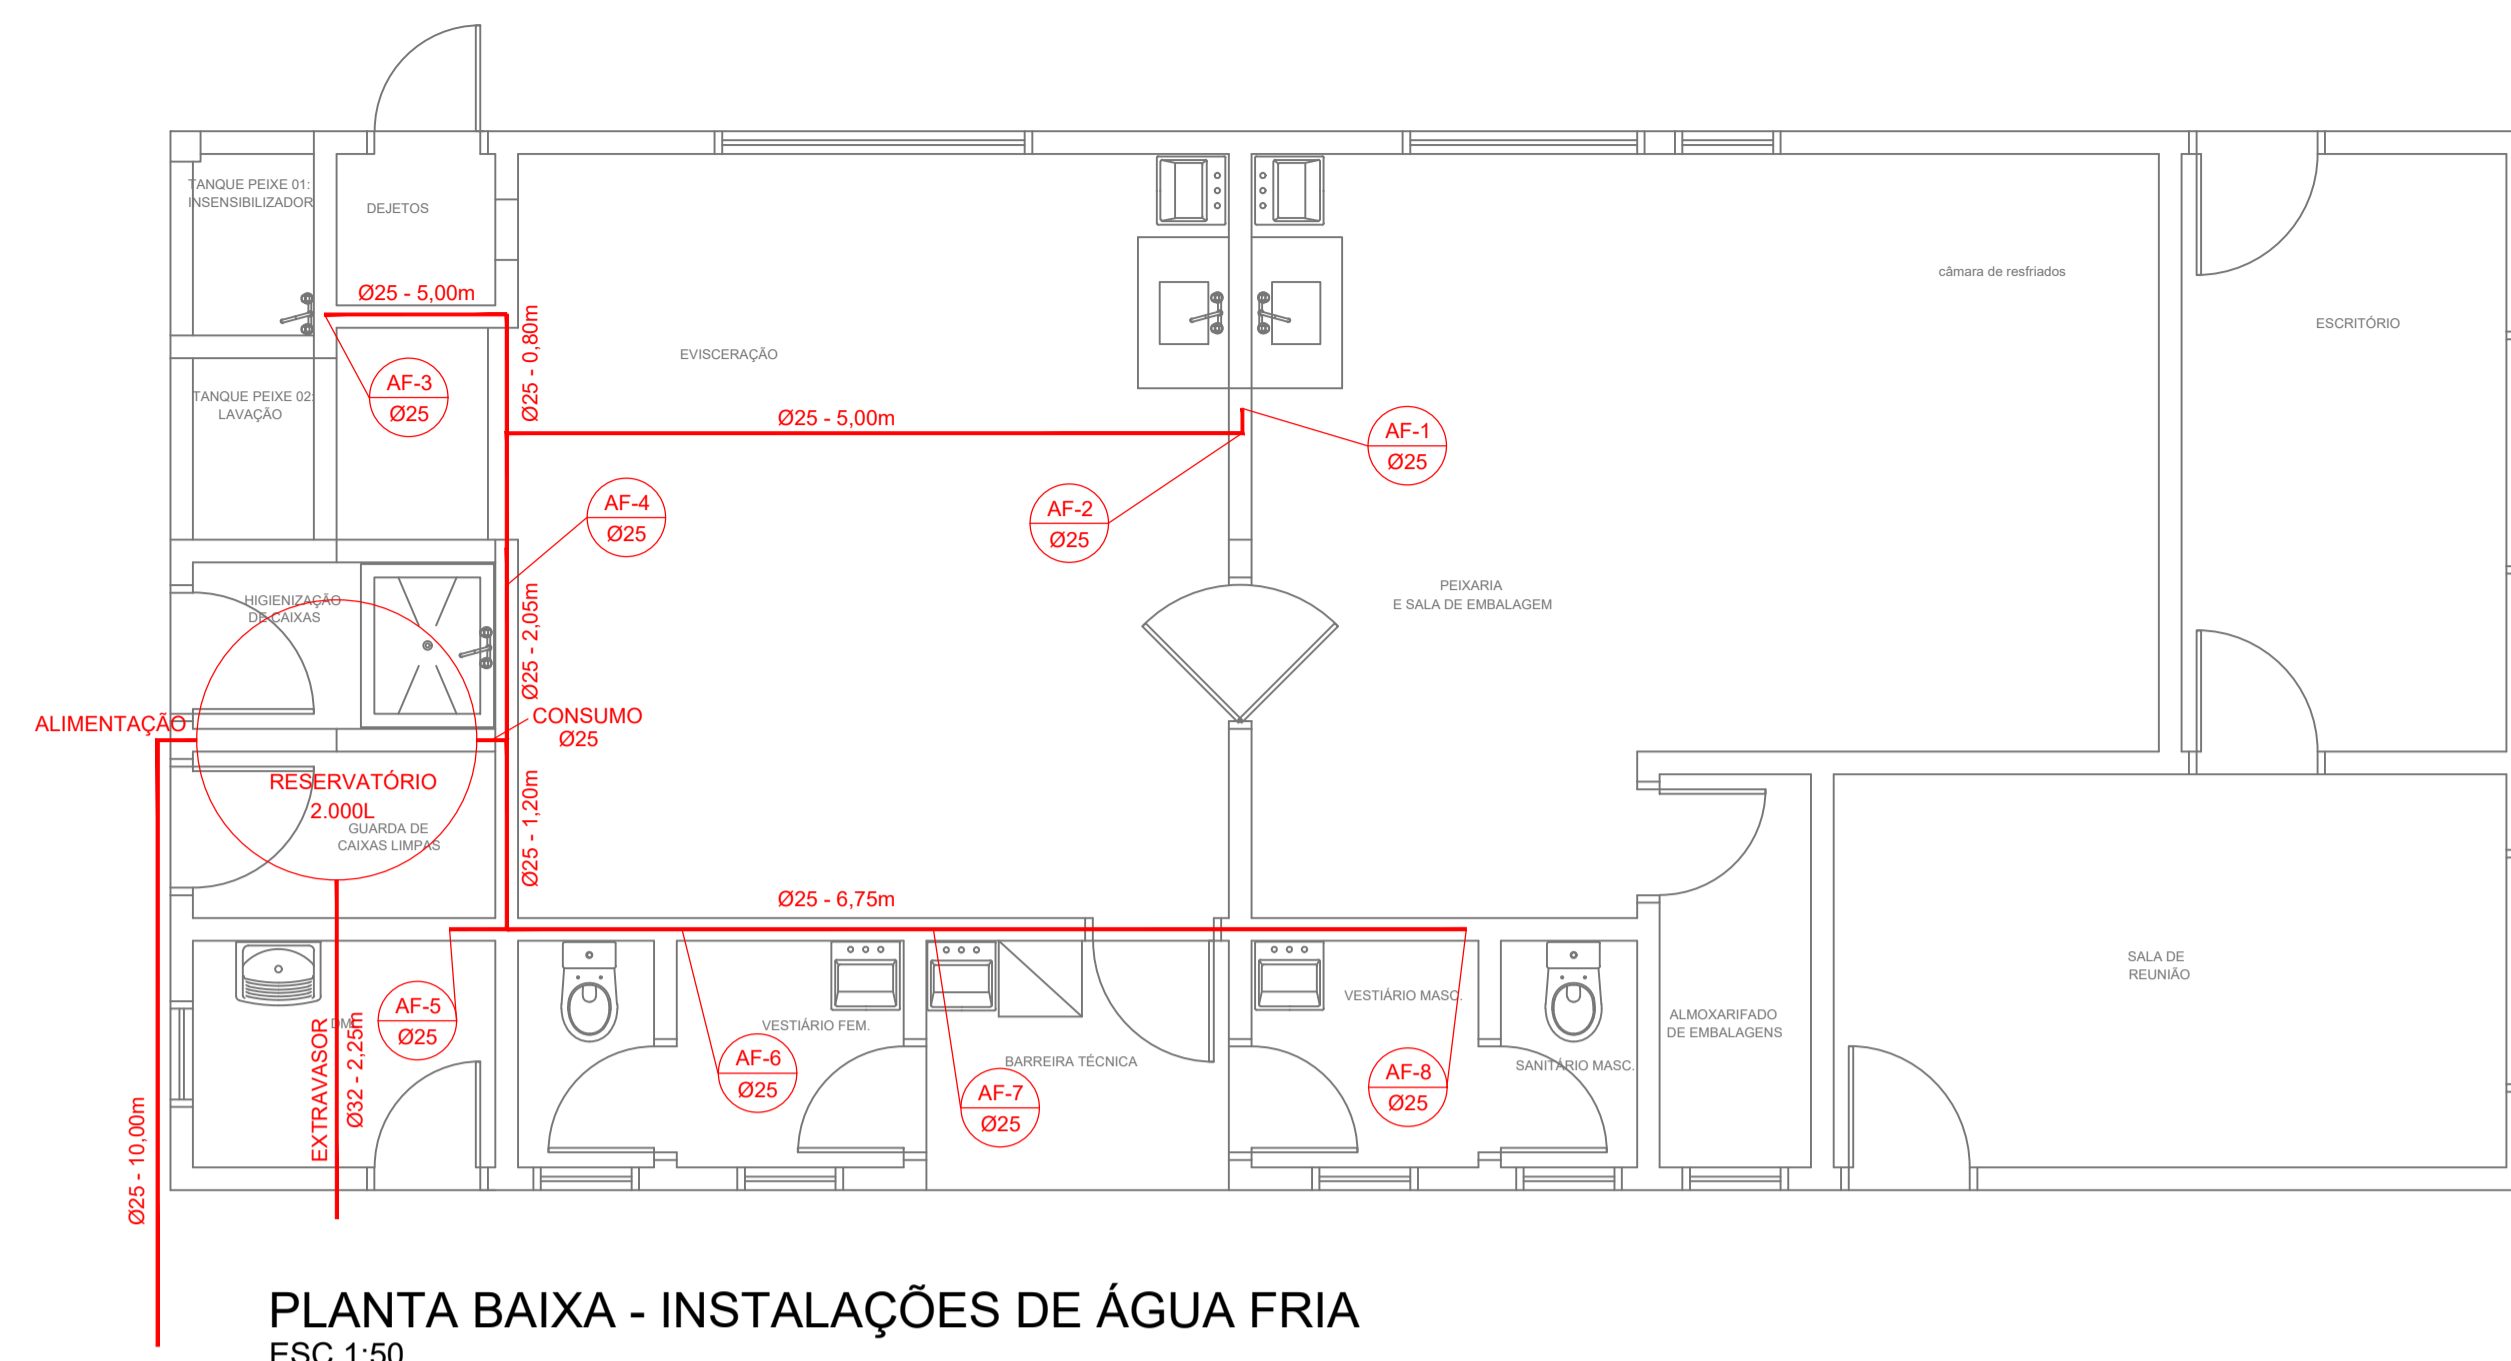 TANQUE PEIXE 01:
INSENSIBILIZADOR
DEJETOS
Ø25 - 5,00m
Ø25 - 0,80m
EVISCERAÇÃO
câmara de resfriados
ESCRITÓRIO
AF-3
Ø25
TANQUE PEIXE 02:
LAVAÇÃO
Ø25 - 5,00m
AF-1
Ø25
AF-4
Ø25
AF-2
Ø25
HIGIENIZAÇÃO
DE CAIXAS
Ø25 - 2,05m
PEIXARIA
E SALA DE EMBALAGEM
ALIMENTAÇÃO
CONSUMO
Ø25
RESERVATÓRIO
2.000L
GUARDA DE
CAIXAS LIMPAS
Ø25 - 1,20m
Ø25 - 6,75m
SALA DE
REUNIÃO
AF-5
Ø25
DML
EXTRAVASOR
Ø32 - 2,25m
VESTIÁRIO FEM.
AF-6
Ø25
BARREIRA TÉCNICA
AF-7
Ø25
VESTIÁRIO MASC.
AF-8
Ø25
SANITÁRIO MASC.
ALMOXARIFADO
DE EMBALAGENS
Ø25 - 10,00m
PLANTA BAIXA - INSTALAÇÕES DE ÁGUA FRIA
ESC 1:50